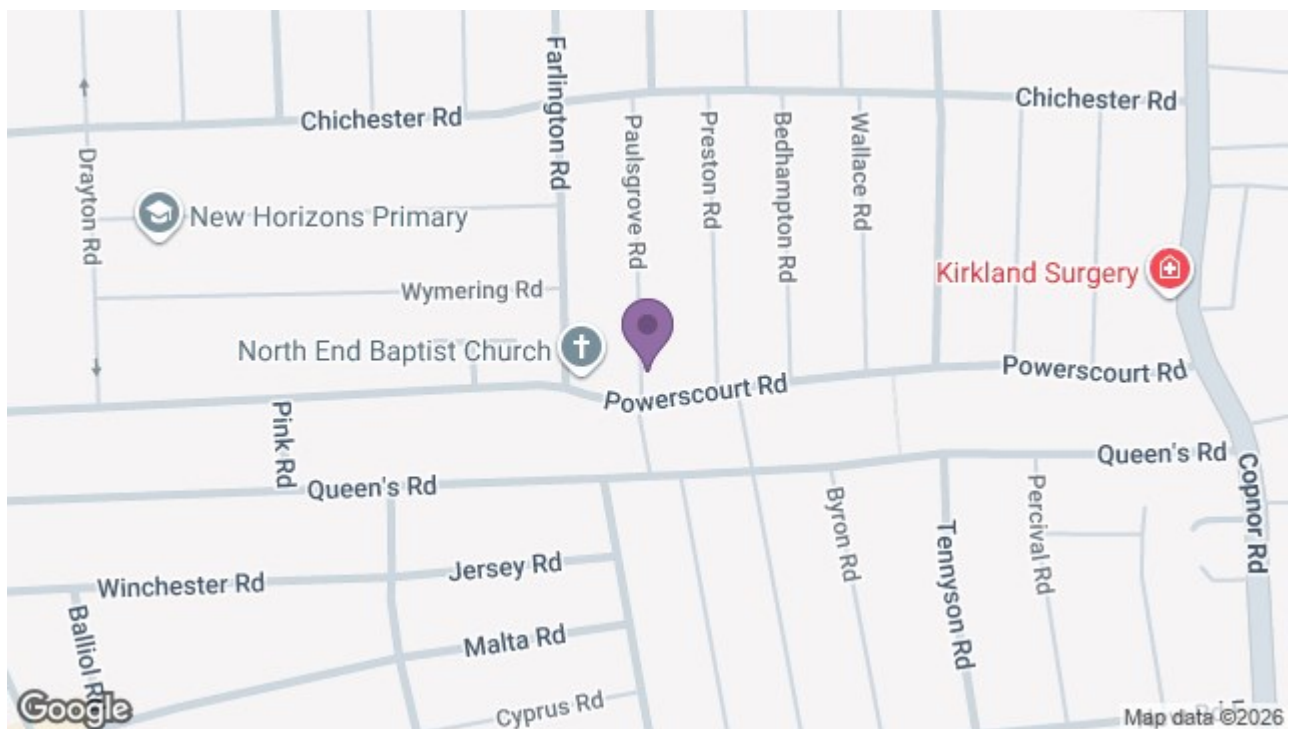 Farlington Rd
Chichester Rd
Chichester Rd
Drayton Rd
Paulsgrove Rd
Preston Rd
Bedhampton Rd
Wallace Rd
New Horizons Primary
Kirkland Surgery
Wymering Rd
North End Baptist Church
Powerscourt Rd
Powerscourt Rd
Pink Rd
Queen's Rd
Queen's Rd
Copnor Rd
Byron Rd
Tennyson Rd
Percival Rd
Winchester Rd
Jersey Rd
Balliol Rd
Malta Rd
Cyprus Rd
Google
Map data ©2026